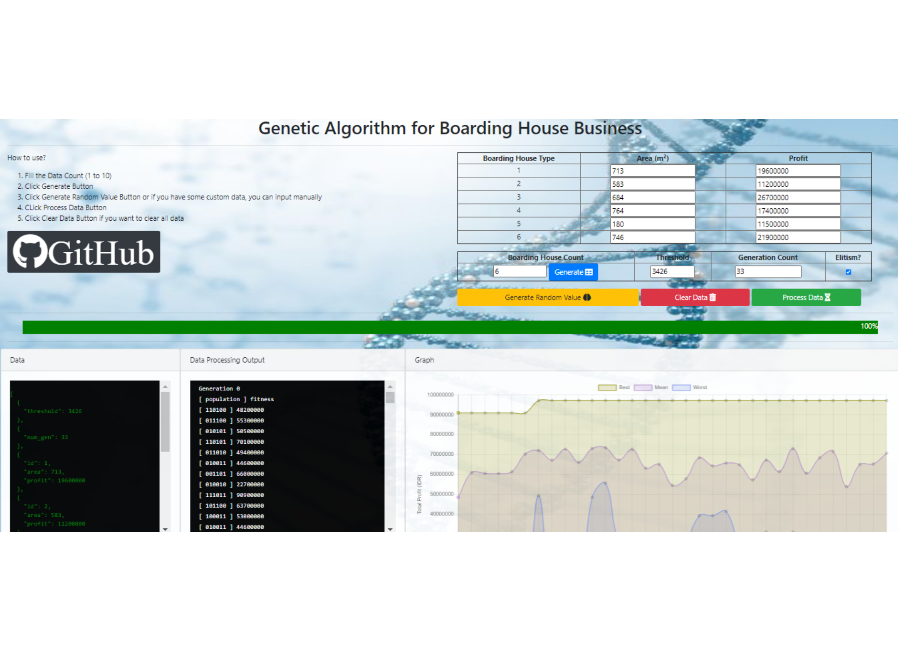 Genetic Algorithm for Boarding House Business
How to use?
1. Fill the Data Count (1 to 10)
2. Click Generate Button
3. Click Generate Random Value Button or if you have some custom data, you can input manually
4. CLick Process Data Button
5. Click Clear Data Button if you want to clear all data
GitHub
Boarding House Type Area (m²) Profit
1 713 19600000
2 583 11200000
3 684 26700000
4 764 17400000
5 180 11500000
6 746 21900000
Boarding House Count Threshold Generation Count Elitism?
6 Generate 3426 33
Generate Random Value Clear Data Process Data
100%
Data
{
"threshold": 3426
},
{
"num_gen": 33
},
{
"id": 1,
"area": 713,
"profit": 19600000
},
{
"id": 2,
"area": 583,
"profit": 11200000
Data Processing Output
Generation 0
[ population ] fitness
[ 110100 ] 48200000
[ 011100 ] 55300000
[ 010101 ] 50500000
[ 110101 ] 70100000
[ 011010 ] 49400000
[ 010011 ] 44600000
[ 001101 ] 66000000
[ 010010 ] 22700000
[ 111011 ] 90900000
[ 101100 ] 63700000
[ 100011 ] 53000000
[ 010011 ] 44600000
Graph
Best Mean Worst
100000000
90000000
80000000
70000000
60000000
50000000
40000000
Total Profit (IDR)